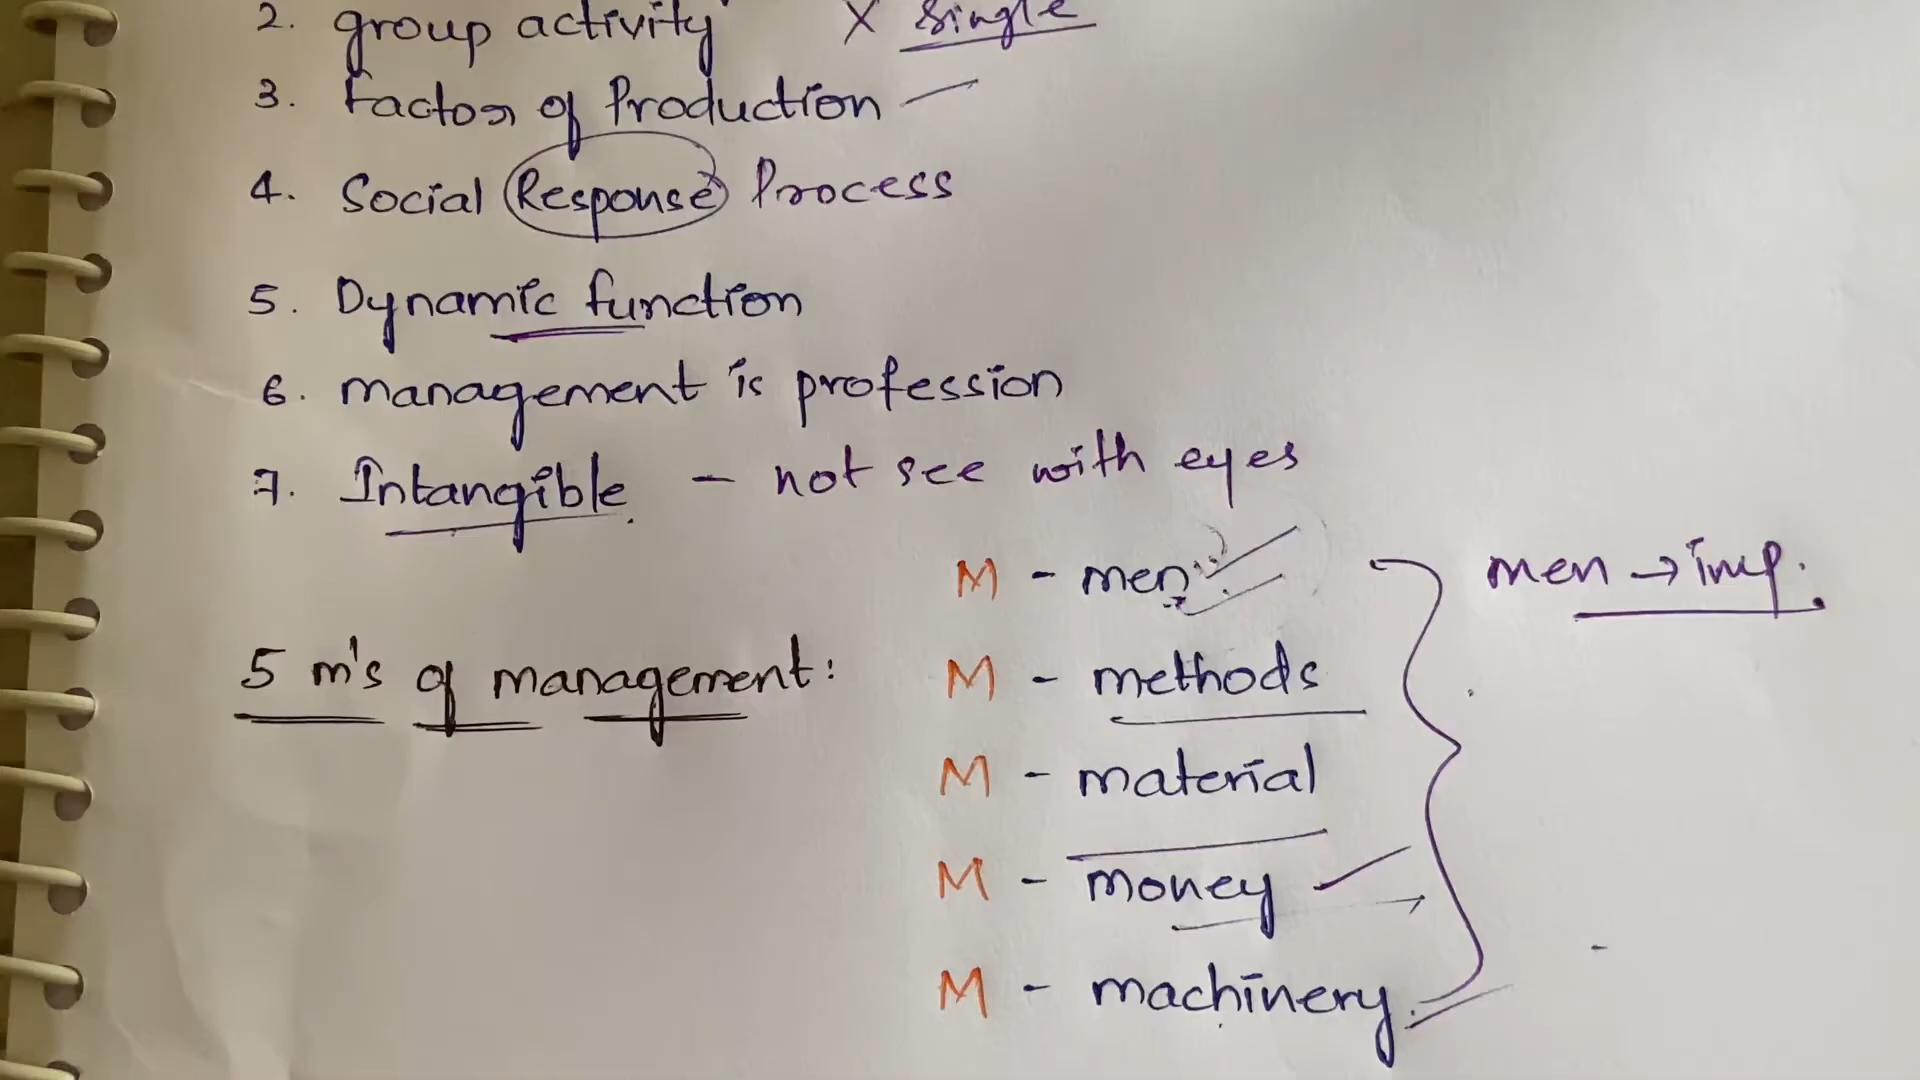 2. group activity X single
3. Factor of Production
4. Social Response Process
5. Dynamic function
6. management is profession
7. Intangible - not see with eyes
M - men men → imp.
5 m's of management: M - methods
M - material
M - money
M - machinery